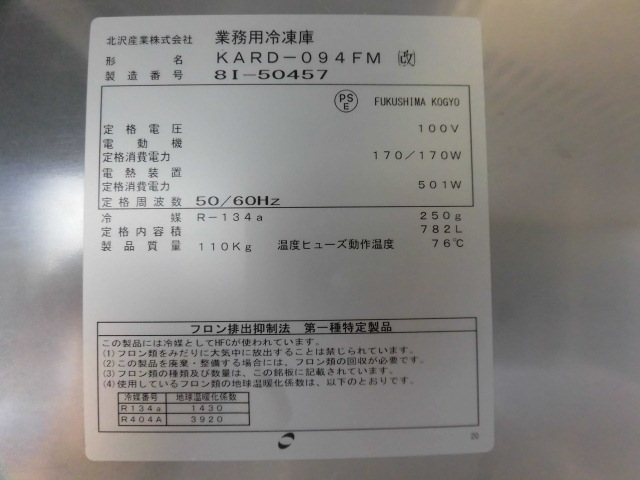 北沢産業株式会社 業務用冷凍庫
形名 KARD-094FM 改
製造番号 8I-50457
PSE FUKUSHIMA KOGYO
定格電圧 100V
電動機
定格消費電力 170/170W
電熱装置
定格消費電力 501W
定格周波数 50/60Hz
冷媒 R-134a 250g
定格内容積 782L
製品質量 110Kg 温度ヒューズ動作温度 76℃
フロン排出抑制法 第一種特定製品
この製品には冷媒としてHFCが使われています。
(1)フロン類をみだりに大気中に放出することは禁じられています。
(2)この製品を廃棄・整備する場合には、フロン類の回収が必要です。
(3)フロン類の種類及び数量は、この銘板に記載されています。
(4)使用しているフロン類の地球温暖化係数は、以下のとおりです。
冷媒番号 地球温暖化係数
R134a 1430
R404A 3920
20